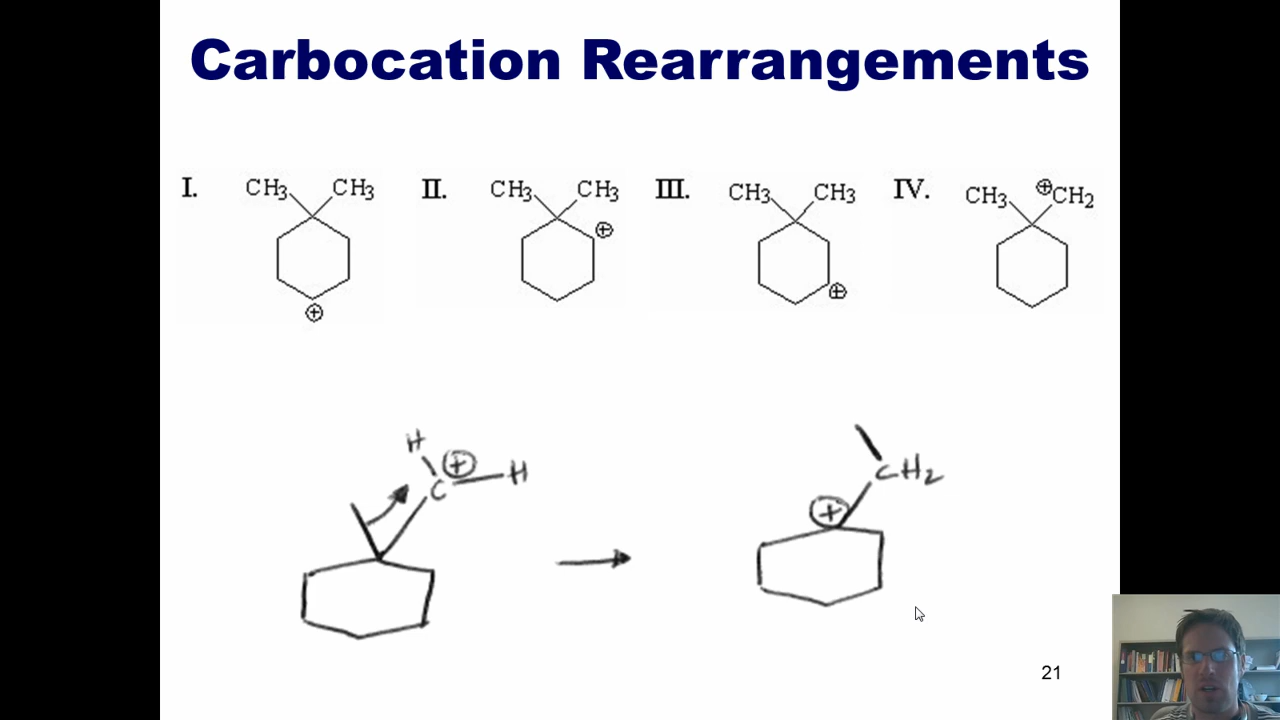 Carbocation Rearrangements
I. CH3 CH3 II. CH3 CH3 III. CH3 CH3 IV. CH3 ⊕CH2
⊕ ⊕ ⊕
H ⊕ C H
⊕ CH2
21